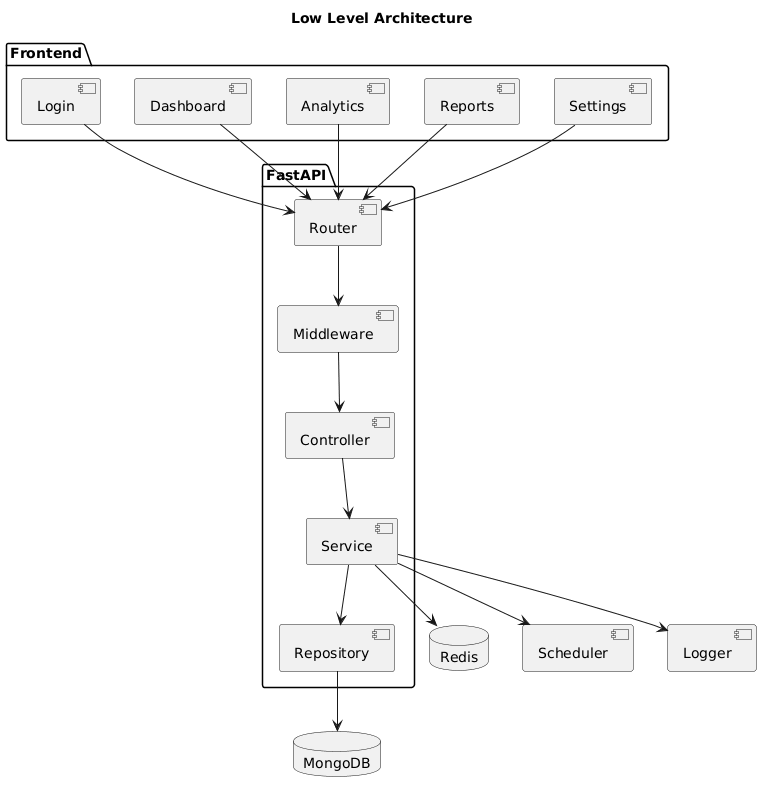 Low Level Architecture
Frontend
Login
Dashboard
Analytics
Reports
Settings
FastAPI
Router
Middleware
Controller
Service
Repository
Redis
Scheduler
Logger
MongoDB